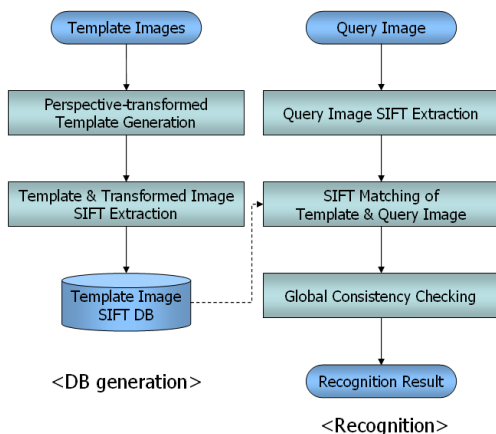 Template Images
Perspective-transformed
Template Generation
Template & Transformed Image
SIFT Extraction
Template Image
SIFT DB
<DB generation>
Query Image
Query Image SIFT Extraction
SIFT Matching of
Template & Query Image
Global Consistency Checking
Recognition Result
<Recognition>